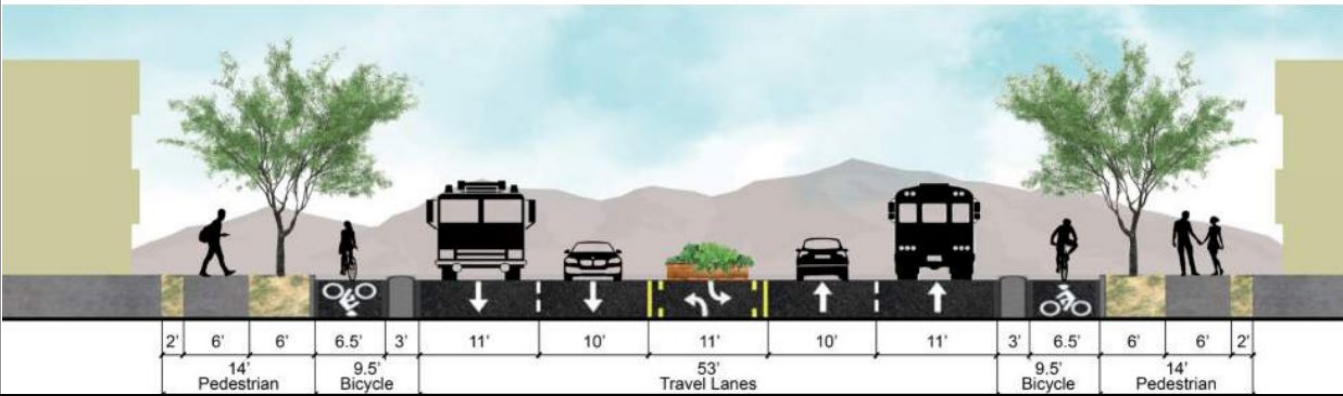 2' 6' 6' 6.5' 3' 11' 10' 11' 10' 11' 3' 6.5' 6' 6' 2'
14' 9.5' 53' 9.5' 14'
Pedestrian Bicycle Travel Lanes Bicycle Pedestrian